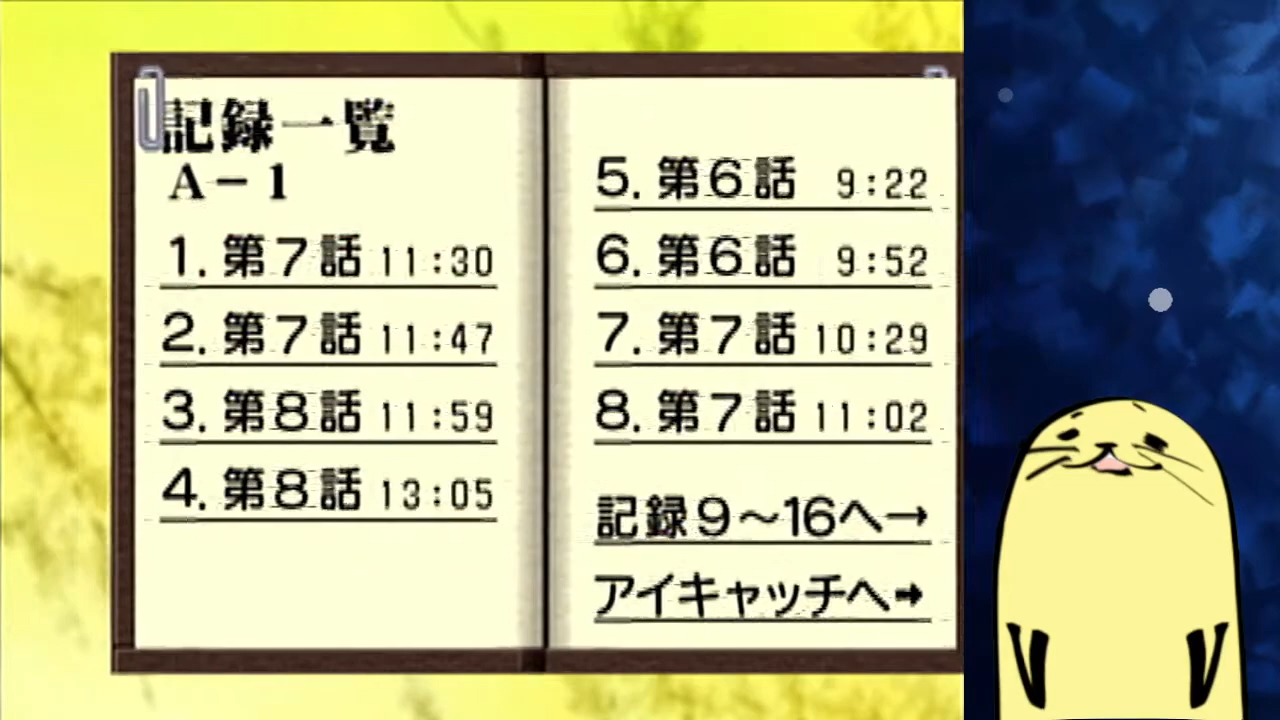 記録一覧
A－1
1. 第7話 11:30
2. 第7話 11:47
3. 第8話 11:59
4. 第8話 13:05
5. 第6話 9:22
6. 第6話 9:52
7. 第7話 10:29
8. 第7話 11:02
記録9～16へ→
アイキャッチへ➡